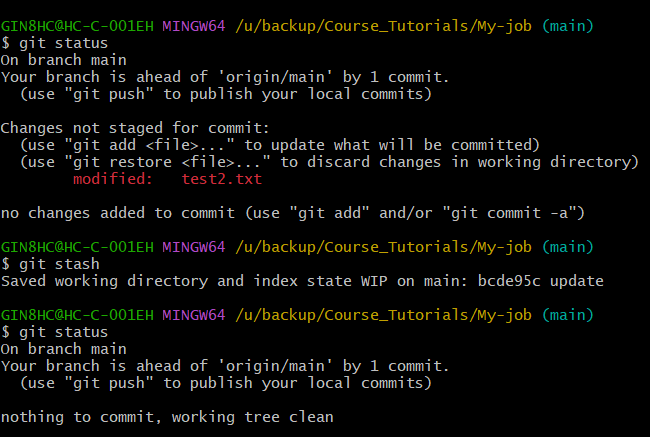 GIN8HC@HC-C-001EH MINGW64 /u/backup/Course_Tutorials/My-job (main)
$ git status
On branch main
Your branch is ahead of 'origin/main' by 1 commit.
  (use "git push" to publish your local commits)

Changes not staged for commit:
  (use "git add <file>..." to update what will be committed)
  (use "git restore <file>..." to discard changes in working directory)
        modified:   test2.txt

no changes added to commit (use "git add" and/or "git commit -a")

GIN8HC@HC-C-001EH MINGW64 /u/backup/Course_Tutorials/My-job (main)
$ git stash
Saved working directory and index state WIP on main: bcde95c update

GIN8HC@HC-C-001EH MINGW64 /u/backup/Course_Tutorials/My-job (main)
$ git status
On branch main
Your branch is ahead of 'origin/main' by 1 commit.
  (use "git push" to publish your local commits)

nothing to commit, working tree clean